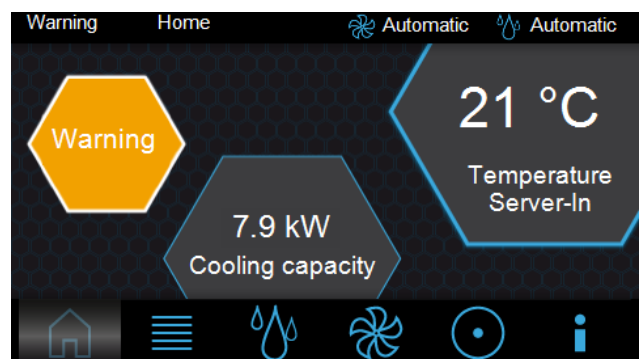 Warning Home Automatic Automatic
21 °C
Warning
Temperature
Server-In
7.9 kW
Cooling capacity